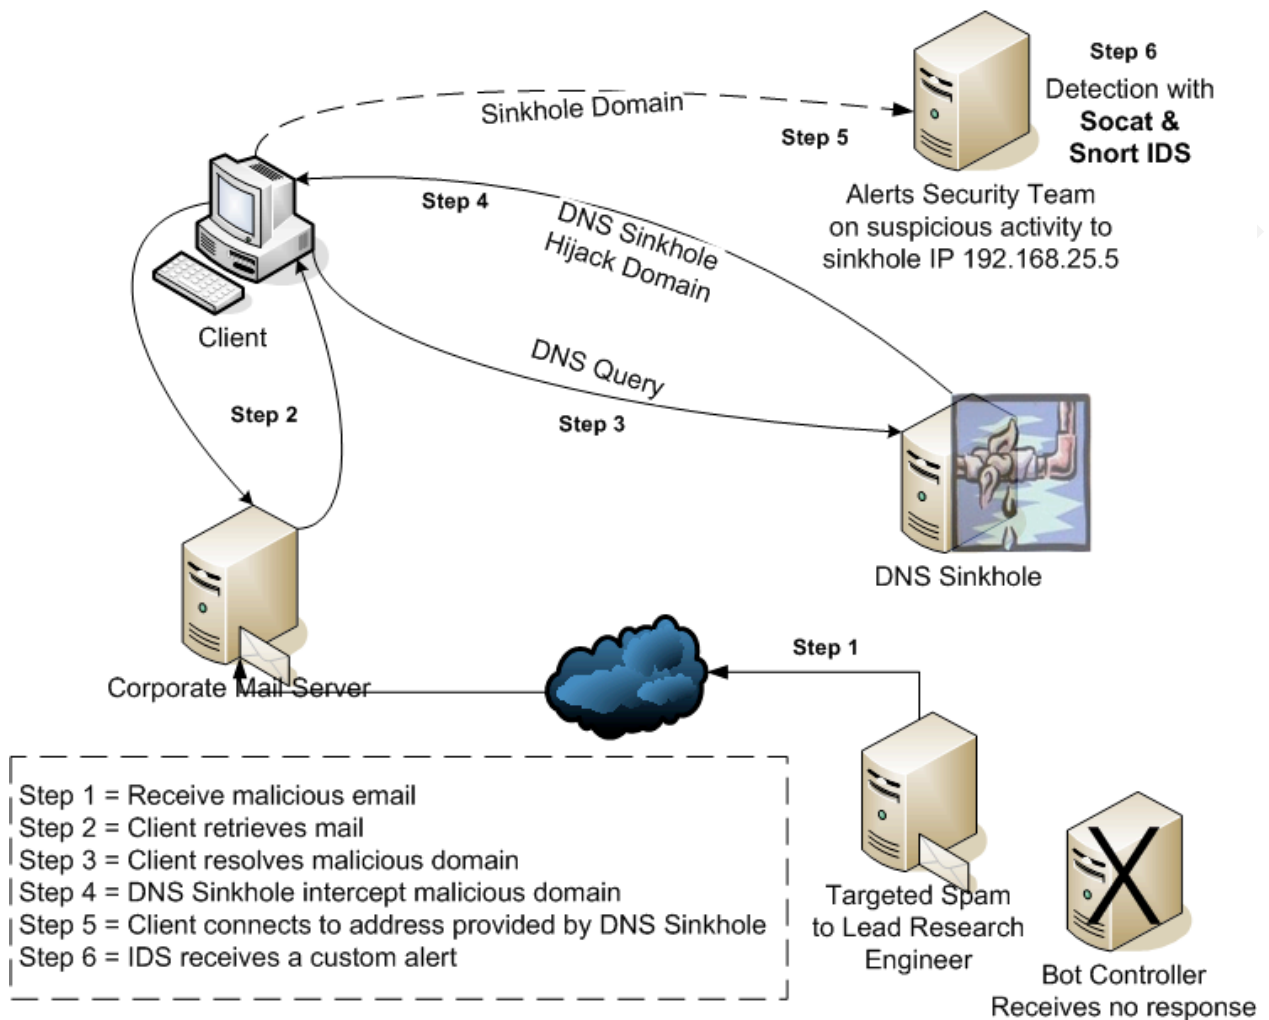 Step 6
Detection with
Socat &
Snort IDS
Sinkhole Domain
Step 5
Alerts Security Team
on suspicious activity to
sinkhole IP 192.168.25.5
Step 4
DNS Sinkhole
Hijack Domain
Client
DNS Query
Step 2
Step 3
DNS Sinkhole
Step 1
Corporate Mail Server
Step 1 = Receive malicious email
Step 2 = Client retrieves mail
Step 3 = Client resolves malicious domain
Step 4 = DNS Sinkhole intercept malicious domain
Step 5 = Client connects to address provided by DNS Sinkhole
Step 6 = IDS receives a custom alert
Targeted Spam
to Lead Research
Engineer
Bot Controller
Receives no response